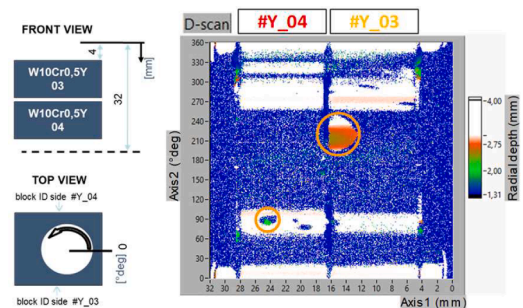 FRONT VIEW
4
[mm]
W10Cr0,5Y
03
32
W10Cr0,5Y
04
TOP VIEW
block ID side #Y_04
0
[°deg]
block ID side #Y_03
D-scan
#Y_04
#Y_03
Axis2 (°deg)
360
330
300
270
240
210
180
150
120
90
60
30
0
32 30 28 26 24 22 20 18 16 14 12 10 8 6 4 2 0
Axis1 (mm)
4,00
2,75
2,00
1,31
Radial depth (mm)